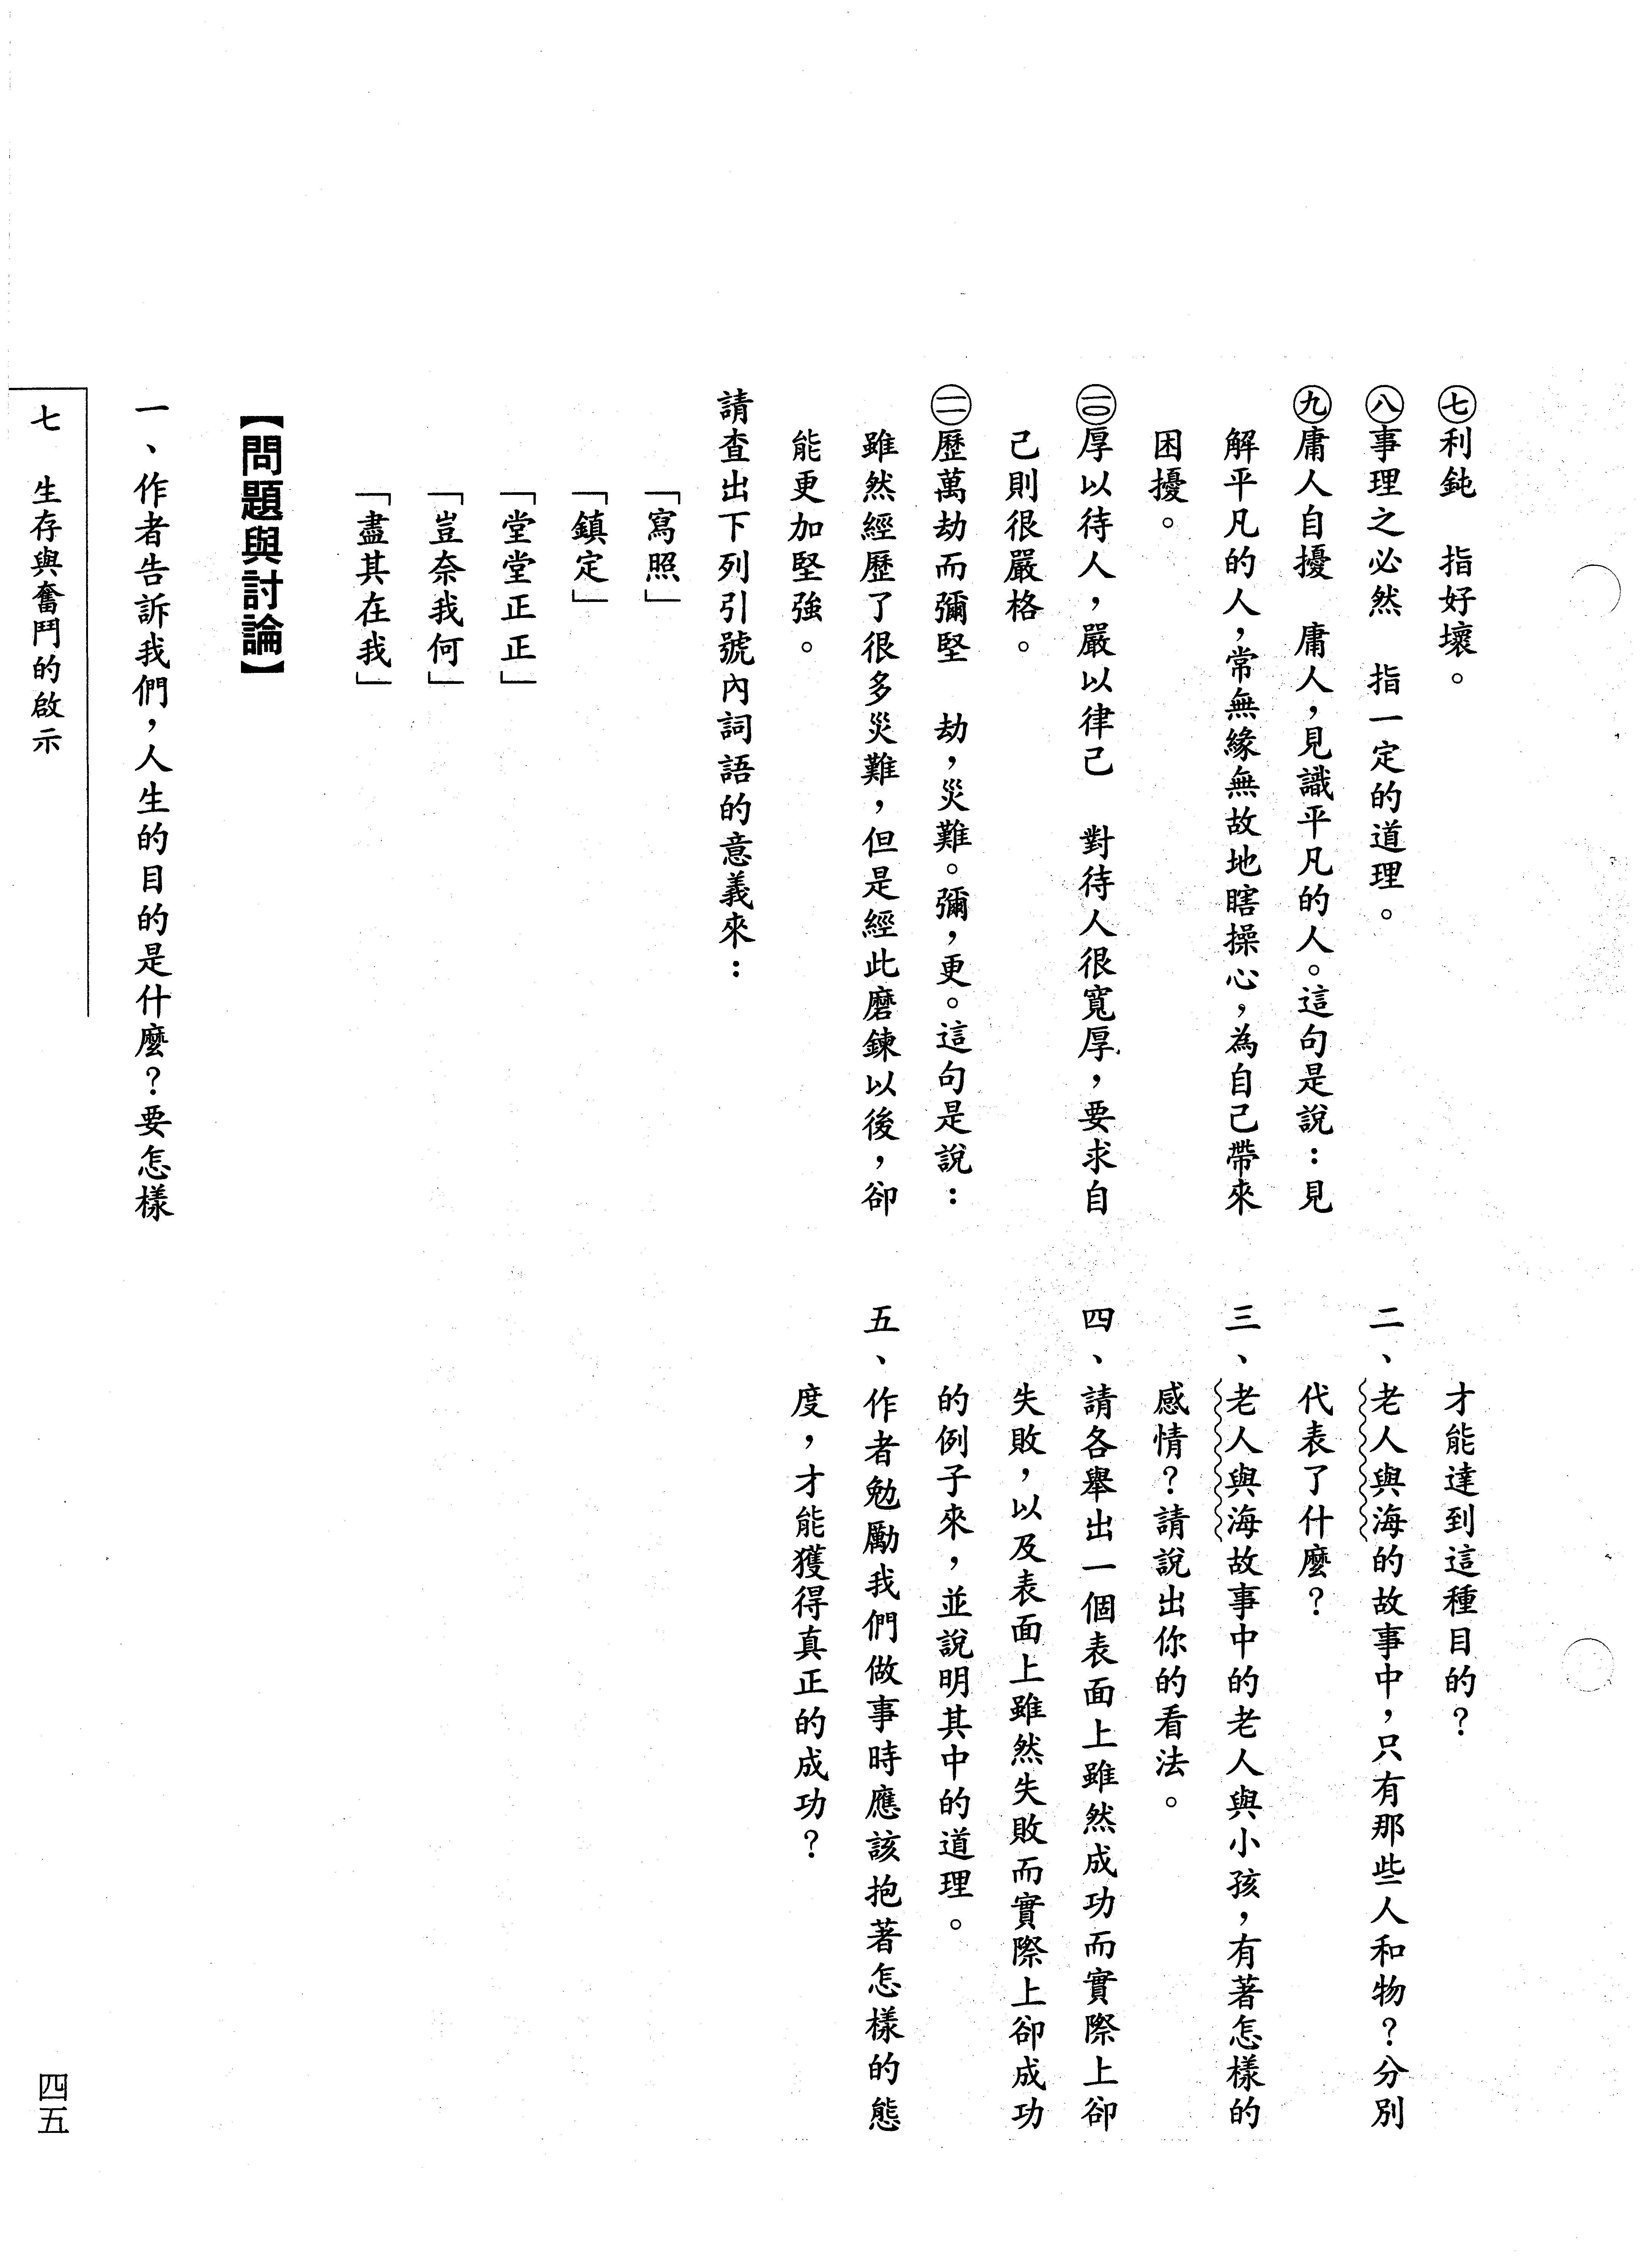 ㊆利鈍　指好壞。
㊇事理之必然　指一定的道理。
㊈庸人自擾　庸人，見識平凡的人。這句是說：見
解平凡的人，常無緣無故地瞎操心，為自己帶來
困擾。
㊀〇厚以待人，嚴以律己　對待人很寬厚，要求自
己則很嚴格。
㊀一歷萬劫而彌堅　劫，災難。彌，更。這句是說：
雖然經歷了很多災難，但是經此磨鍊以後，卻
能更加堅強。
請查出下列引號內詞語的意義來：
「寫照」
「鎮定」
「堂堂正正」
「豈奈我何」
「盡其在我」
【問題與討論】
一、作者告訴我們，人生的目的是什麼？要怎樣
才能達到這種目的？
二、老人與海的故事中，只有那些人和物？分別
代表了什麼？
三、老人與海故事中的老人與小孩，有著怎樣的
感情？請說出你的看法。
四、請各舉出一個表面上雖然成功而實際上卻
失敗，以及表面上雖然失敗而實際上卻成功
的例子來，並說明其中的道理。
五、作者勉勵我們做事時應該抱著怎樣的態
度，才能獲得真正的成功？
七　生存與奮鬥的啟示
四五